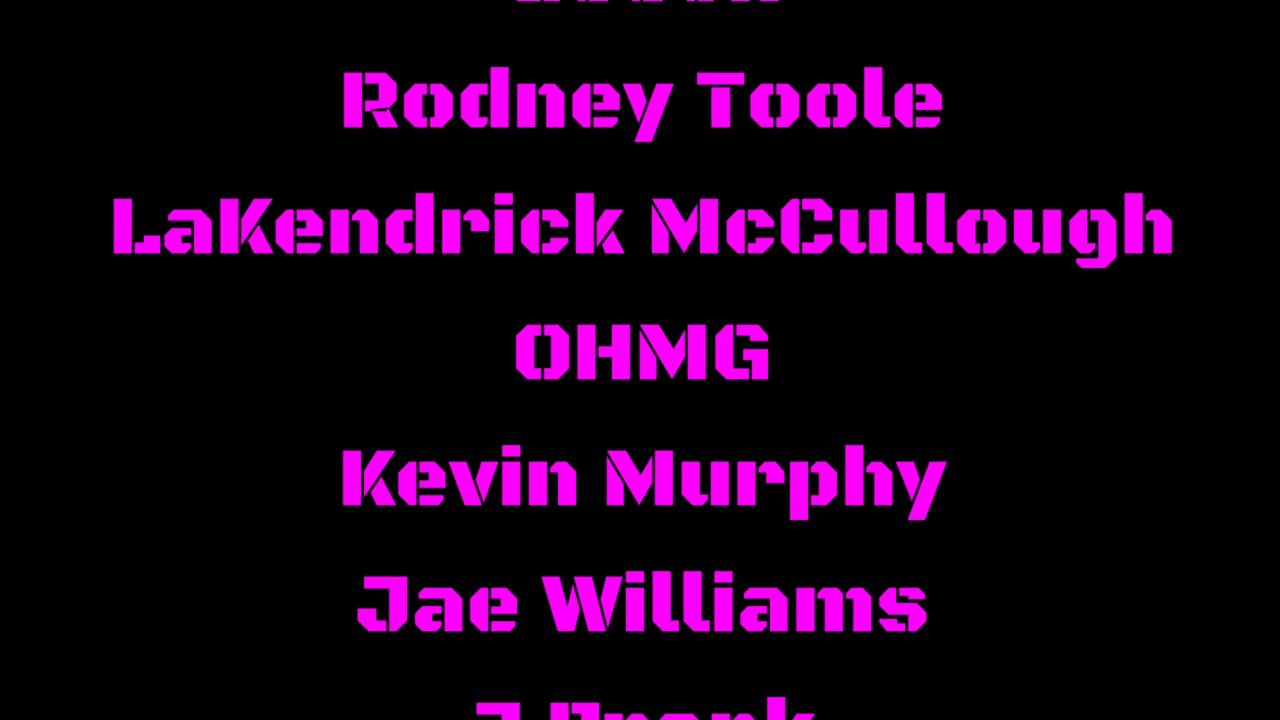 Rodney Toole
LaKendrick McCullough
OHMG
Kevin Murphy
Jae Williams